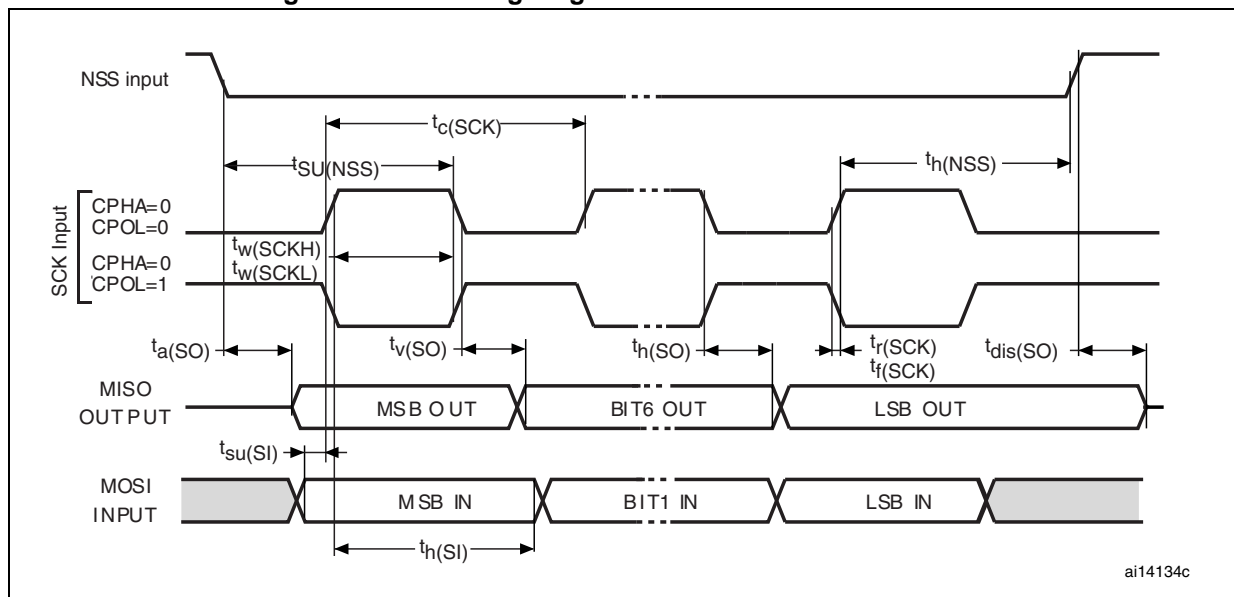 NSS input
tc(SCK)
tSU(NSS)
th(NSS)
SCK Input
CPHA=0
CPOL=0
tw(SCKH)
CPHA=0
tw(SCKL)
CPOL=1
ta(SO)
tv(SO)
th(SO)
tr(SCK)
tf(SCK)
tdis(SO)
MISO
OUTPUT
MSB OUT
BIT6 OUT
LSB OUT
tsu(SI)
MOSI
INPUT
MSB IN
BIT1 IN
LSB IN
th(SI)
ai14134c